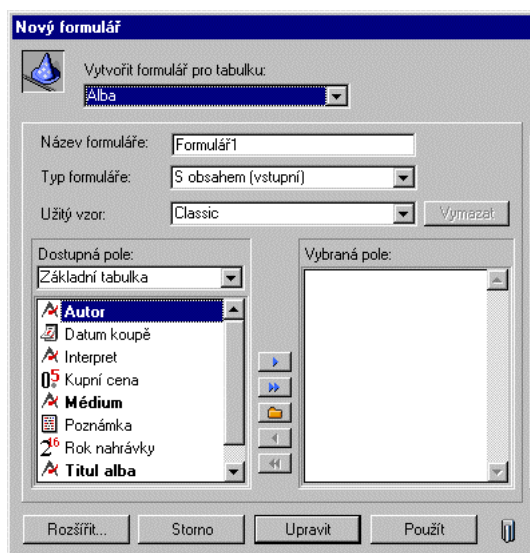 Nový formulář
Vytvořit formulář pro tabulku:
Alba
Název formuláře: Formulář1
Typ formuláře: S obsahem (vstupní)
Užitý vzor: Classic Vymazat
Dostupná pole: Vybraná pole:
Základní tabulka
Autor
Datum koupě
Interpret
Kupní cena
Médium
Poznámka
Rok nahrávky
Titul alba
Rozšířit... Storno Upravit Použít